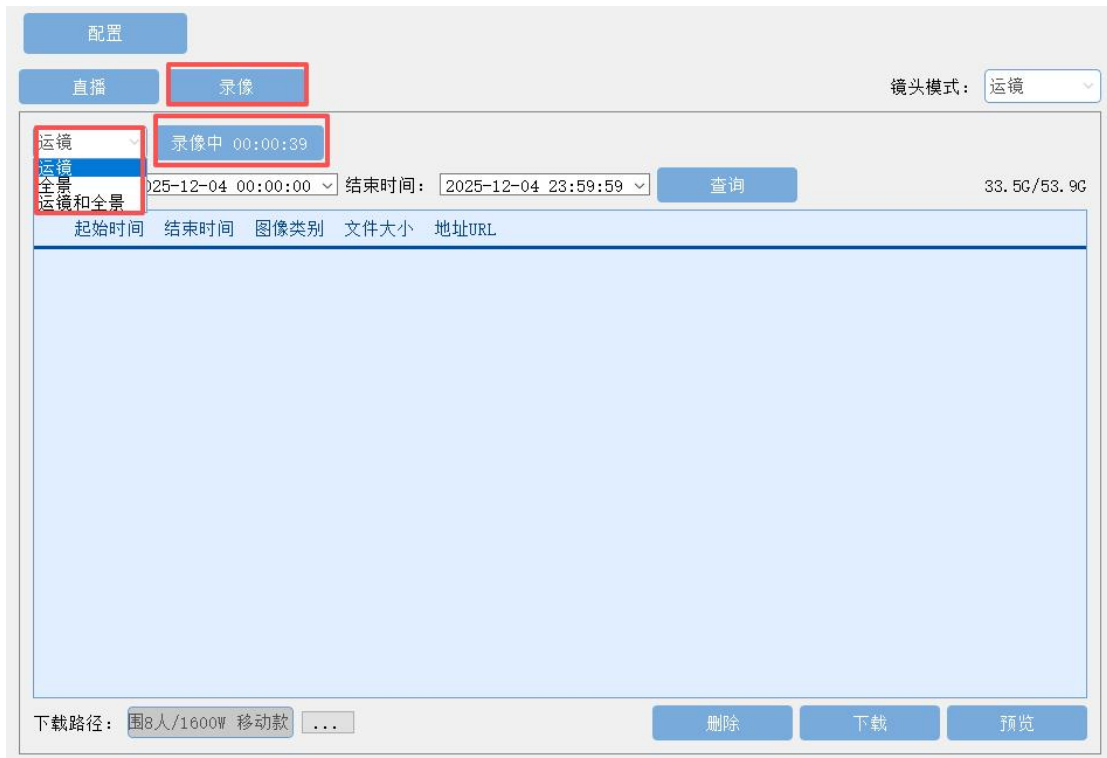 配置
直播 录像 镜头模式： 运镜
运镜 录像中 00:00:39
运镜
全景
运镜和全景
025-12-04 00:00:00 结束时间： 2025-12-04 23:59:59 查询 33.5G/53.9G
起始时间 结束时间 图像类别 文件大小 地址URL
下载路径： 围8人/1600W 移动款 ... 删除 下载 预览